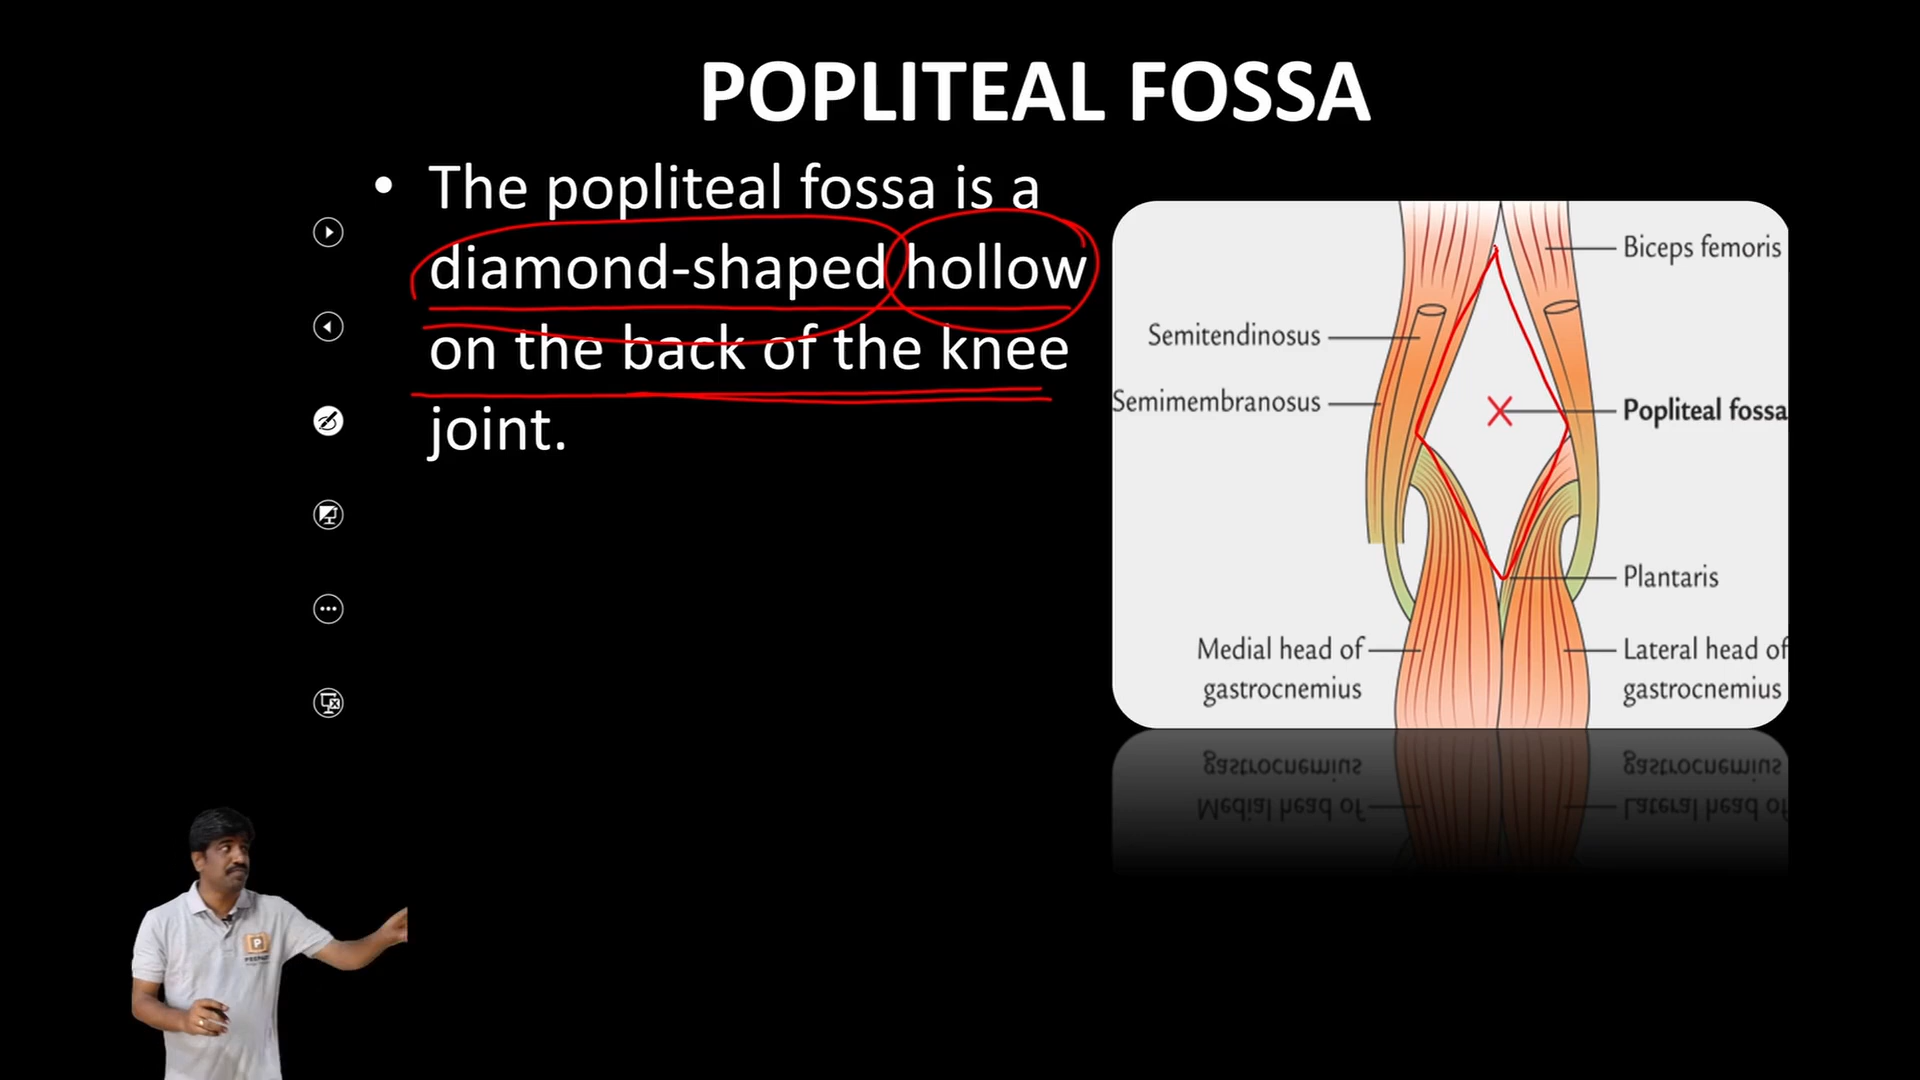 POPLITEAL FOSSA
• The popliteal fossa is a
diamond-shaped hollow
on the back of the knee
joint.
Biceps femoris
Semitendinosus
Semimembranosus
Popliteal fossa
Plantaris
Medial head of
gastrocnemius
Lateral head of
gastrocnemius
P